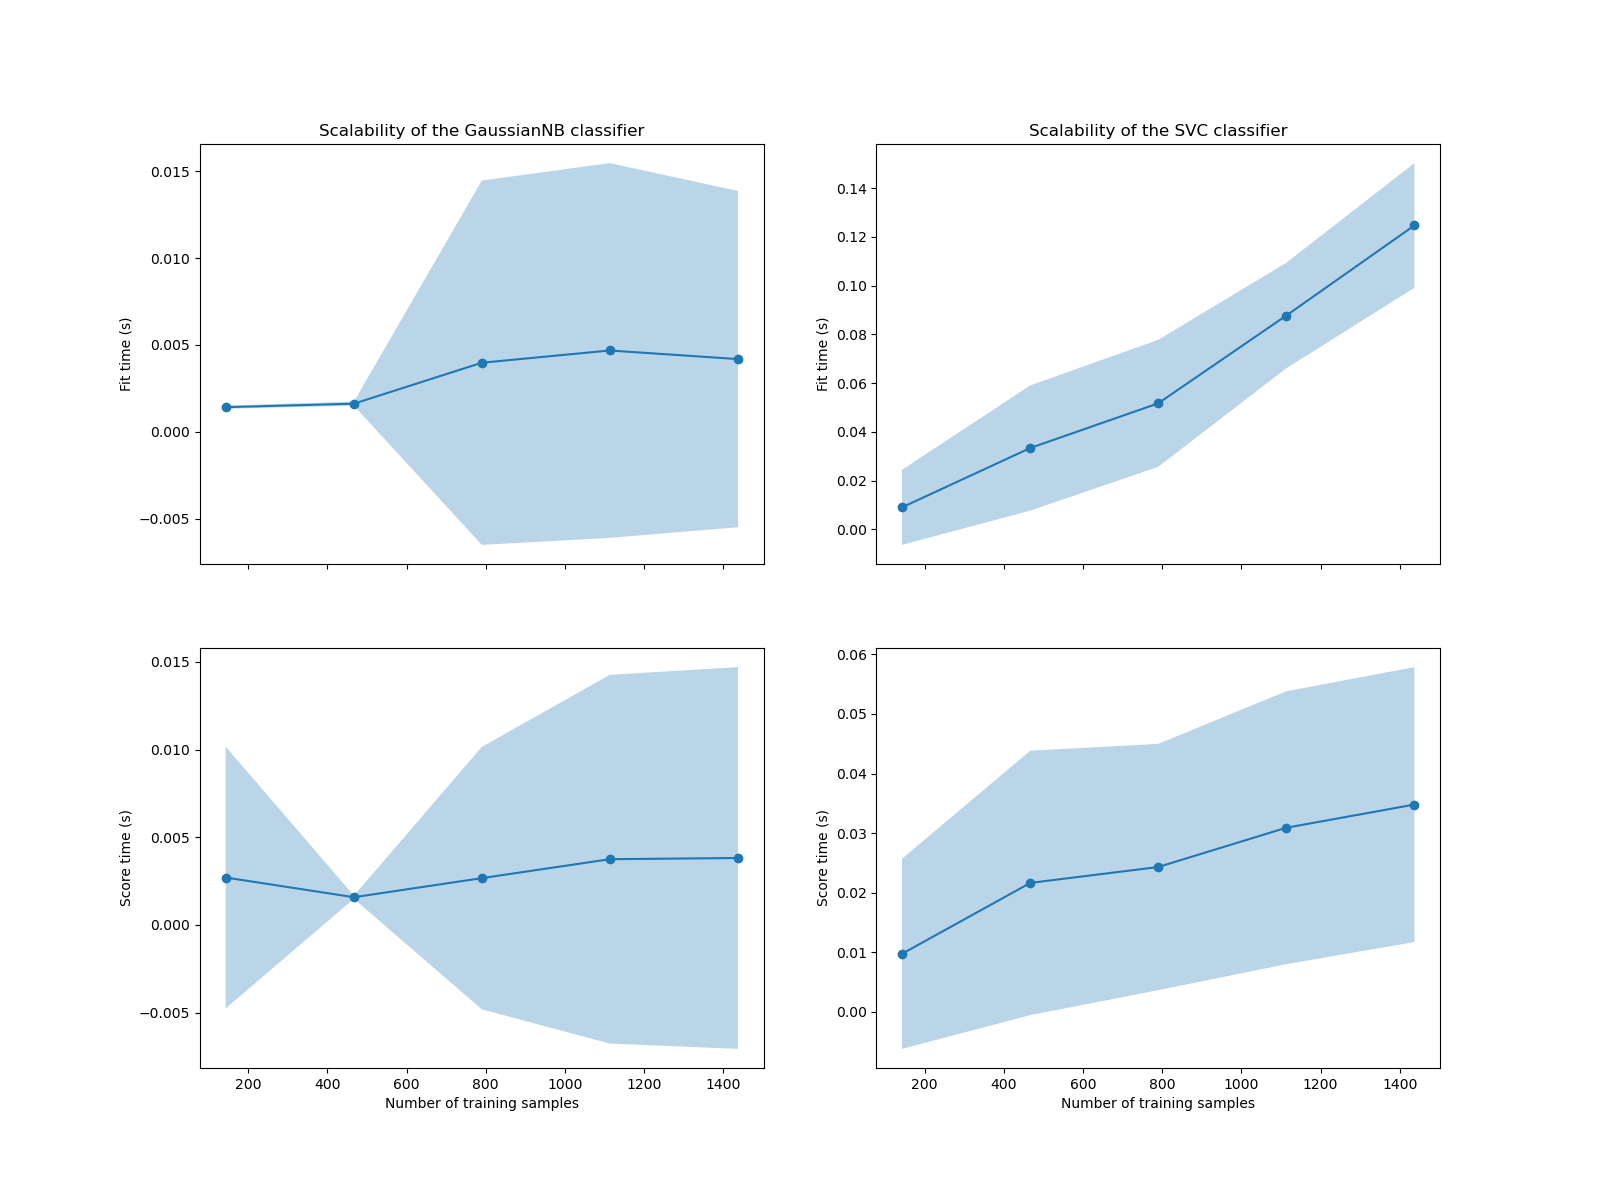 Scalability of the GaussianNB classifier
0.015
0.010
0.005
0.000
−0.005
Fit time (s)
Scalability of the SVC classifier
0.14
0.12
0.10
0.08
0.06
0.04
0.02
0.00
Fit time (s)
0.015
0.010
0.005
0.000
−0.005
Score time (s)
200 400 600 800 1000 1200 1400
Number of training samples
0.06
0.05
0.04
0.03
0.02
0.01
0.00
Score time (s)
200 400 600 800 1000 1200 1400
Number of training samples